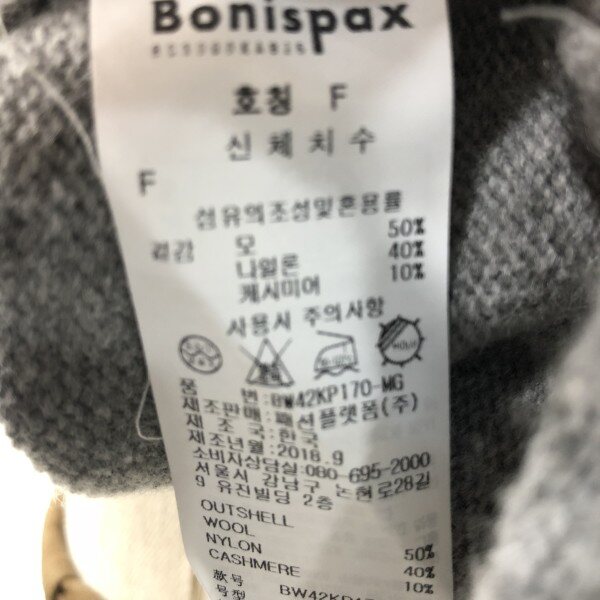 Bonispax
호칭 F
신체치수
F
섬유의조성및혼용률
겉감 모 50%
나일론 40%
캐시미어 10%
사용시 주의사항
품 번:BW42KP170-MG
제조판매:패션플랫폼(주)
제조국:한국
제조년월:2018.9
소비자상담실:080-695-2000
서울시 강남구 논현로28길
9 유진빌딩 2층
OUTSHELL
WOOL 50%
NYLON 40%
CASHMERE 10%
款号
号型